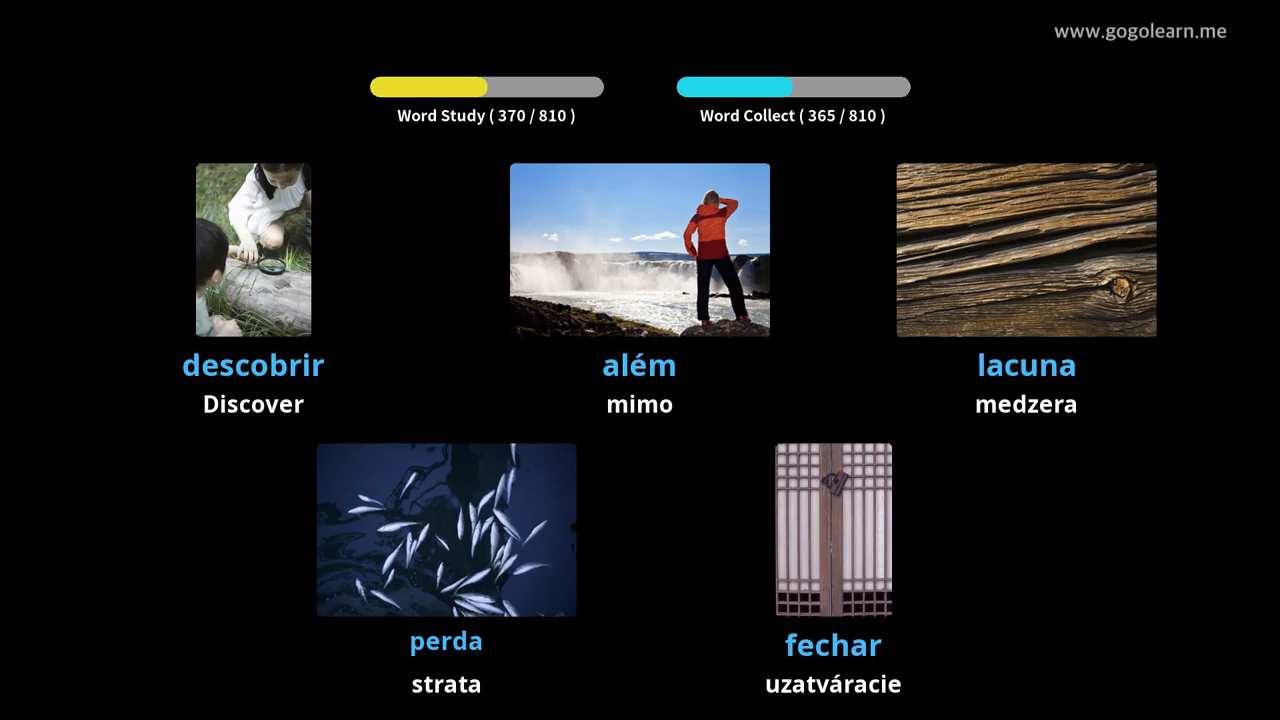 www.gogolearn.me
Word Study ( 370 / 810 )
Word Collect ( 365 / 810 )
descobrir
Discover
além
mimo
lacuna
medzera
perda
strata
fechar
uzatváracie